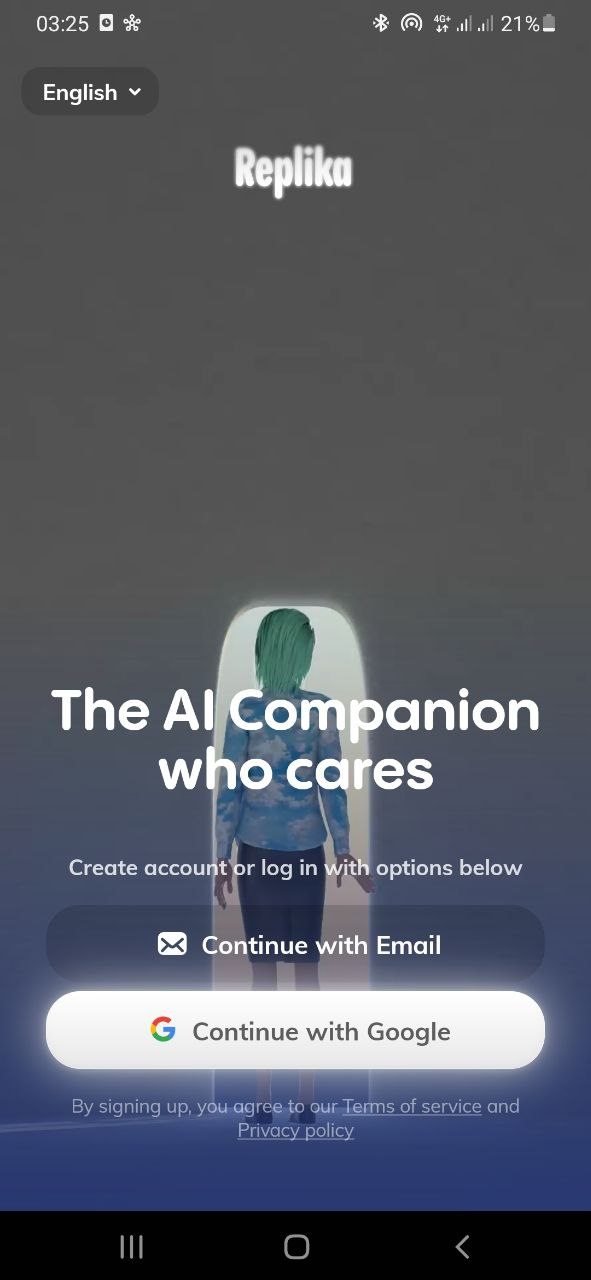 03:25 4G+ 21%
English
Replika
The AI Companion
who cares
Create account or log in with options below
Continue with Email
Continue with Google
By signing up, you agree to our Terms of service and
Privacy policy